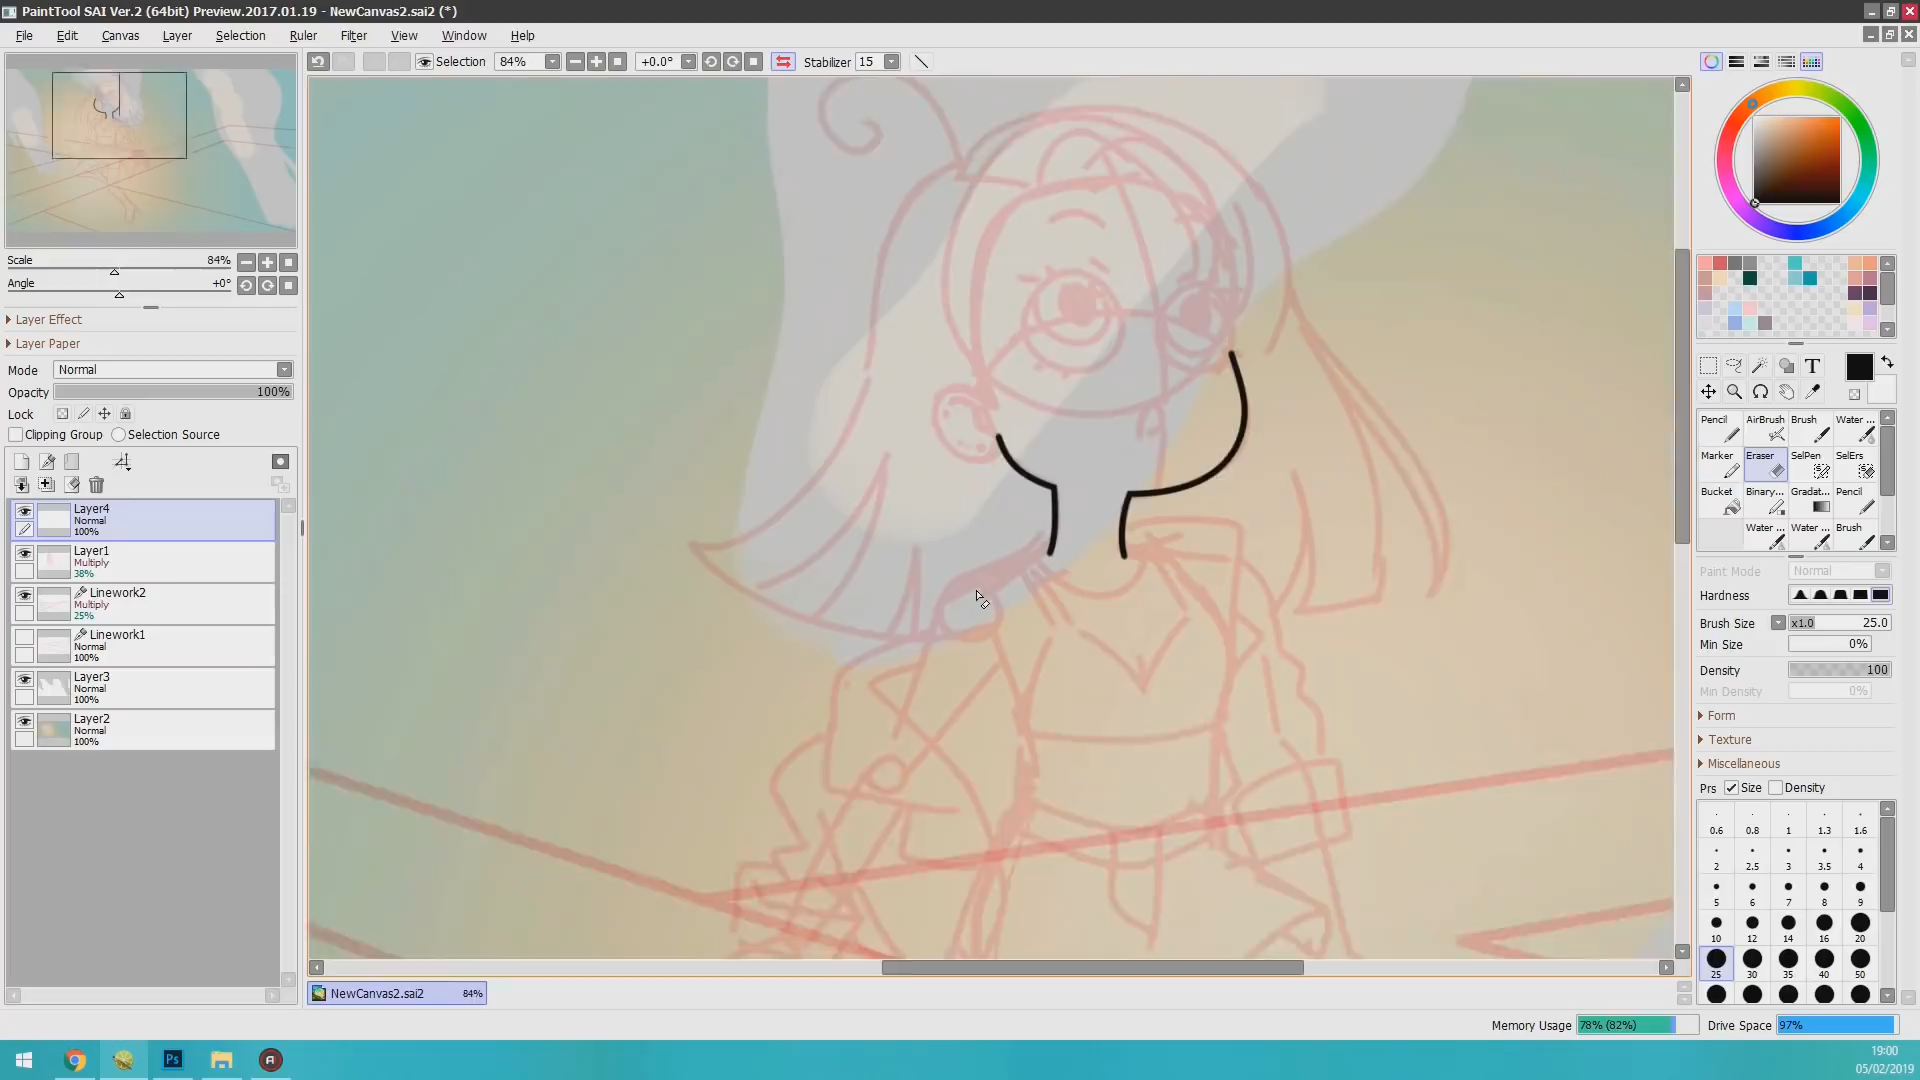 PaintTool SAI Ver.2 (64bit) Preview.2017.01.19 - NewCanvas2.sai2 (*)
File Edit Canvas Layer Selection Ruler Filter View Window Help
Selection 84% +0.0° Stabilizer 15
Scale 84%
Angle +0°
Layer Effect
Layer Paper
Mode Normal
Opacity 100%
Lock
Clipping Group Selection Source
Layer4
Normal
100%
Layer1
Multiply
38%
Linework2
Multiply
25%
Linework1
Normal
100%
Layer3
Normal
100%
Layer2
Normal
100%
T
Pencil AirBrush Brush Water ...
Marker Eraser SelPen SelErs
Bucket Binary... Gradat... Pencil
Water ... Water ... Brush
Paint Mode Normal
Hardness
Brush Size x1.0 25.0
Min Size 0%
Density 100
Min Density 0%
Form
Texture
Miscellaneous
Prs Size Density
0.6 0.8 1 1.3 1.6
2 2.5 3 3.5 4
5 6 7 8 9
10 12 14 16 20
25 30 35 40 50
NewCanvas2.sai2 84%
Memory Usage 78% (82%) Drive Space 97%
Ps
19:00
05/02/2019